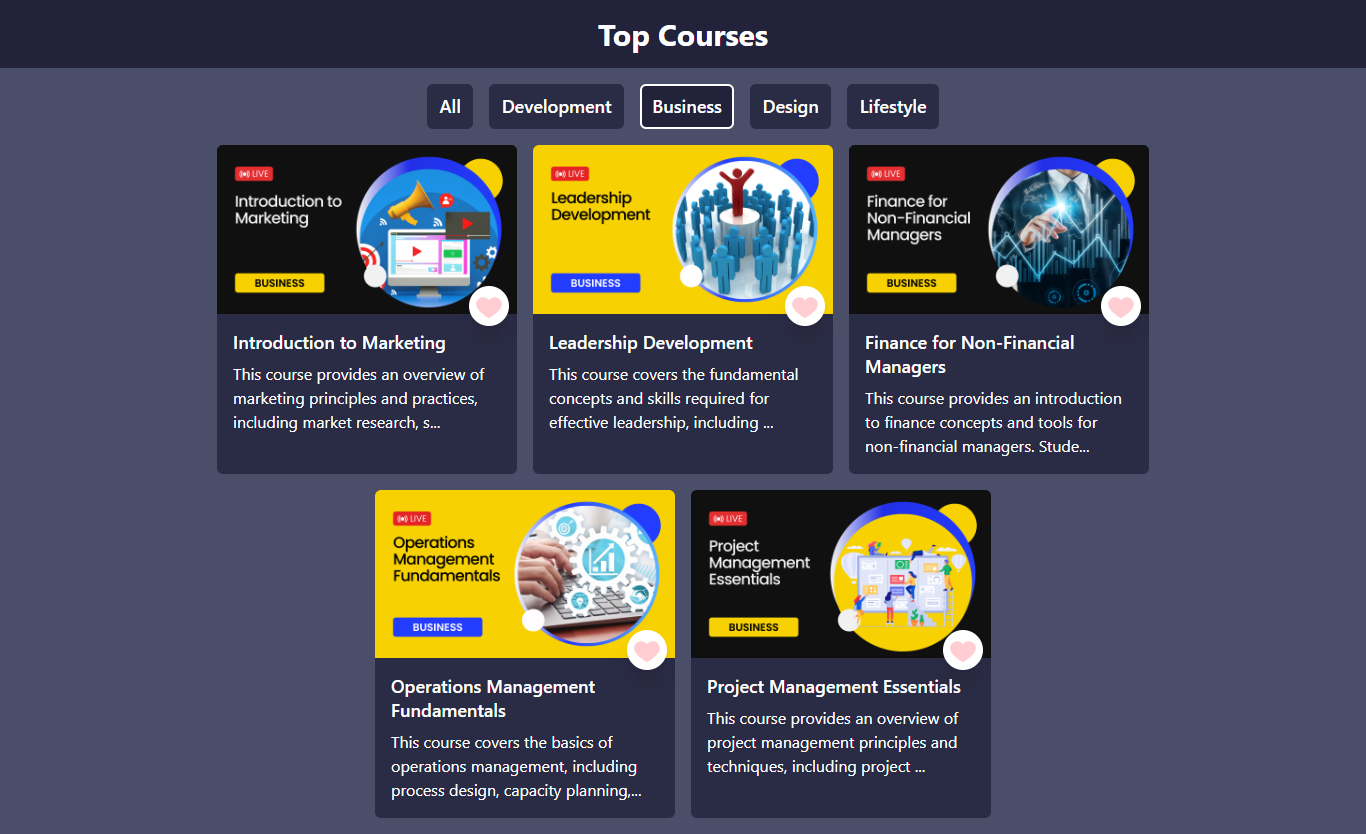 Top Courses
All
Development
Business
Design
Lifestyle
LIVE
Introduction to
Marketing
BUSINESS
Introduction to Marketing
This course provides an overview of
marketing principles and practices,
including market research, s...
LIVE
Leadership
Development
BUSINESS
Leadership Development
This course covers the fundamental
concepts and skills required for
effective leadership, including ...
LIVE
Finance for
Non-Financial
Managers
BUSINESS
Finance for Non-Financial
Managers
This course provides an introduction
to finance concepts and tools for
non-financial managers. Stude...
LIVE
Operations
Management
Fundamentals
BUSINESS
Operations Management
Fundamentals
This course covers the basics of
operations management, including
process design, capacity planning,...
LIVE
Project
Management
Essentials
BUSINESS
Project Management Essentials
This course provides an overview of
project management principles and
techniques, including project ...